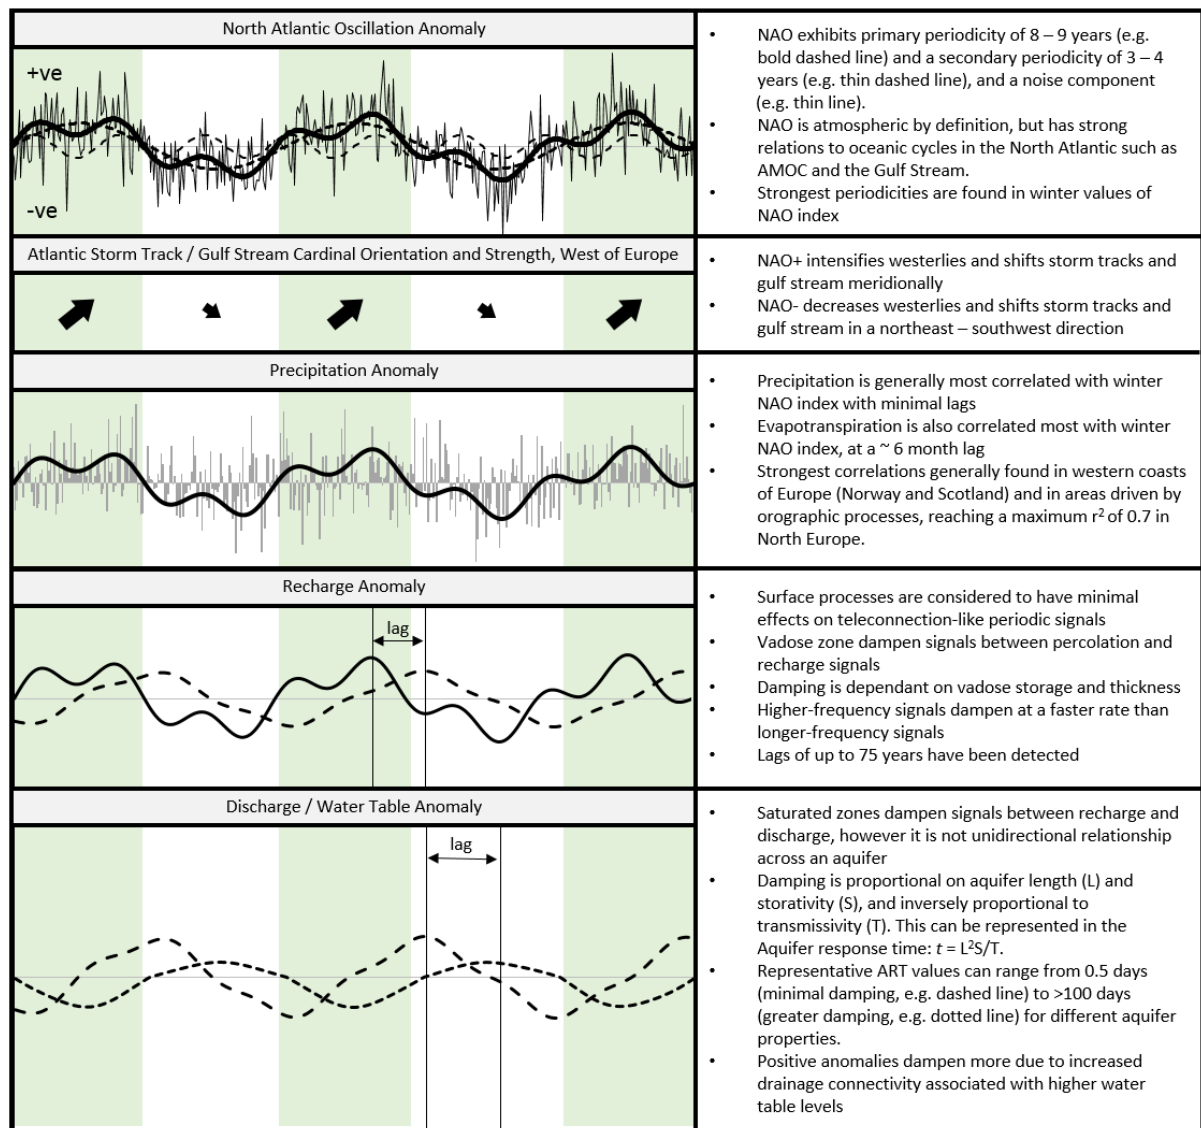 North Atlantic Oscillation Anomaly
+ve
-ve
• NAO exhibits primary periodicity of 8 – 9 years (e.g.
bold dashed line) and a secondary periodicity of 3 – 4
years (e.g. thin dashed line), and a noise component
(e.g. thin line).
• NAO is atmospheric by definition, but has strong
relations to oceanic cycles in the North Atlantic such as
AMOC and the Gulf Stream.
• Strongest periodicities are found in winter values of
NAO index
Atlantic Storm Track / Gulf Stream Cardinal Orientation and Strength, West of Europe
• NAO+ intensifies westerlies and shifts storm tracks and
gulf stream meridionally
• NAO- decreases westerlies and shifts storm tracks and
gulf stream in a northeast – southwest direction
Precipitation Anomaly
• Precipitation is generally most correlated with winter
NAO index with minimal lags
• Evapotranspiration is also correlated most with winter
NAO index, at a ~ 6 month lag
• Strongest correlations generally found in western coasts
of Europe (Norway and Scotland) and in areas driven by
orographic processes, reaching a maximum r² of 0.7 in
North Europe.
Recharge Anomaly
lag
• Surface processes are considered to have minimal
effects on teleconnection-like periodic signals
• Vadose zone dampen signals between percolation and
recharge signals
• Damping is dependant on vadose storage and thickness
• Higher-frequency signals dampen at a faster rate than
longer-frequency signals
• Lags of up to 75 years have been detected
Discharge / Water Table Anomaly
lag
• Saturated zones dampen signals between recharge and
discharge, however it is not unidirectional relationship
across an aquifer
• Damping is proportional on aquifer length (L) and
storativity (S), and inversely proportional to
transmissivity (T). This can be represented in the
Aquifer response time: t = L²S/T.
• Representative ART values can range from 0.5 days
(minimal damping, e.g. dashed line) to >100 days
(greater damping, e.g. dotted line) for different aquifer
properties.
• Positive anomalies dampen more due to increased
drainage connectivity associated with higher water
table levels